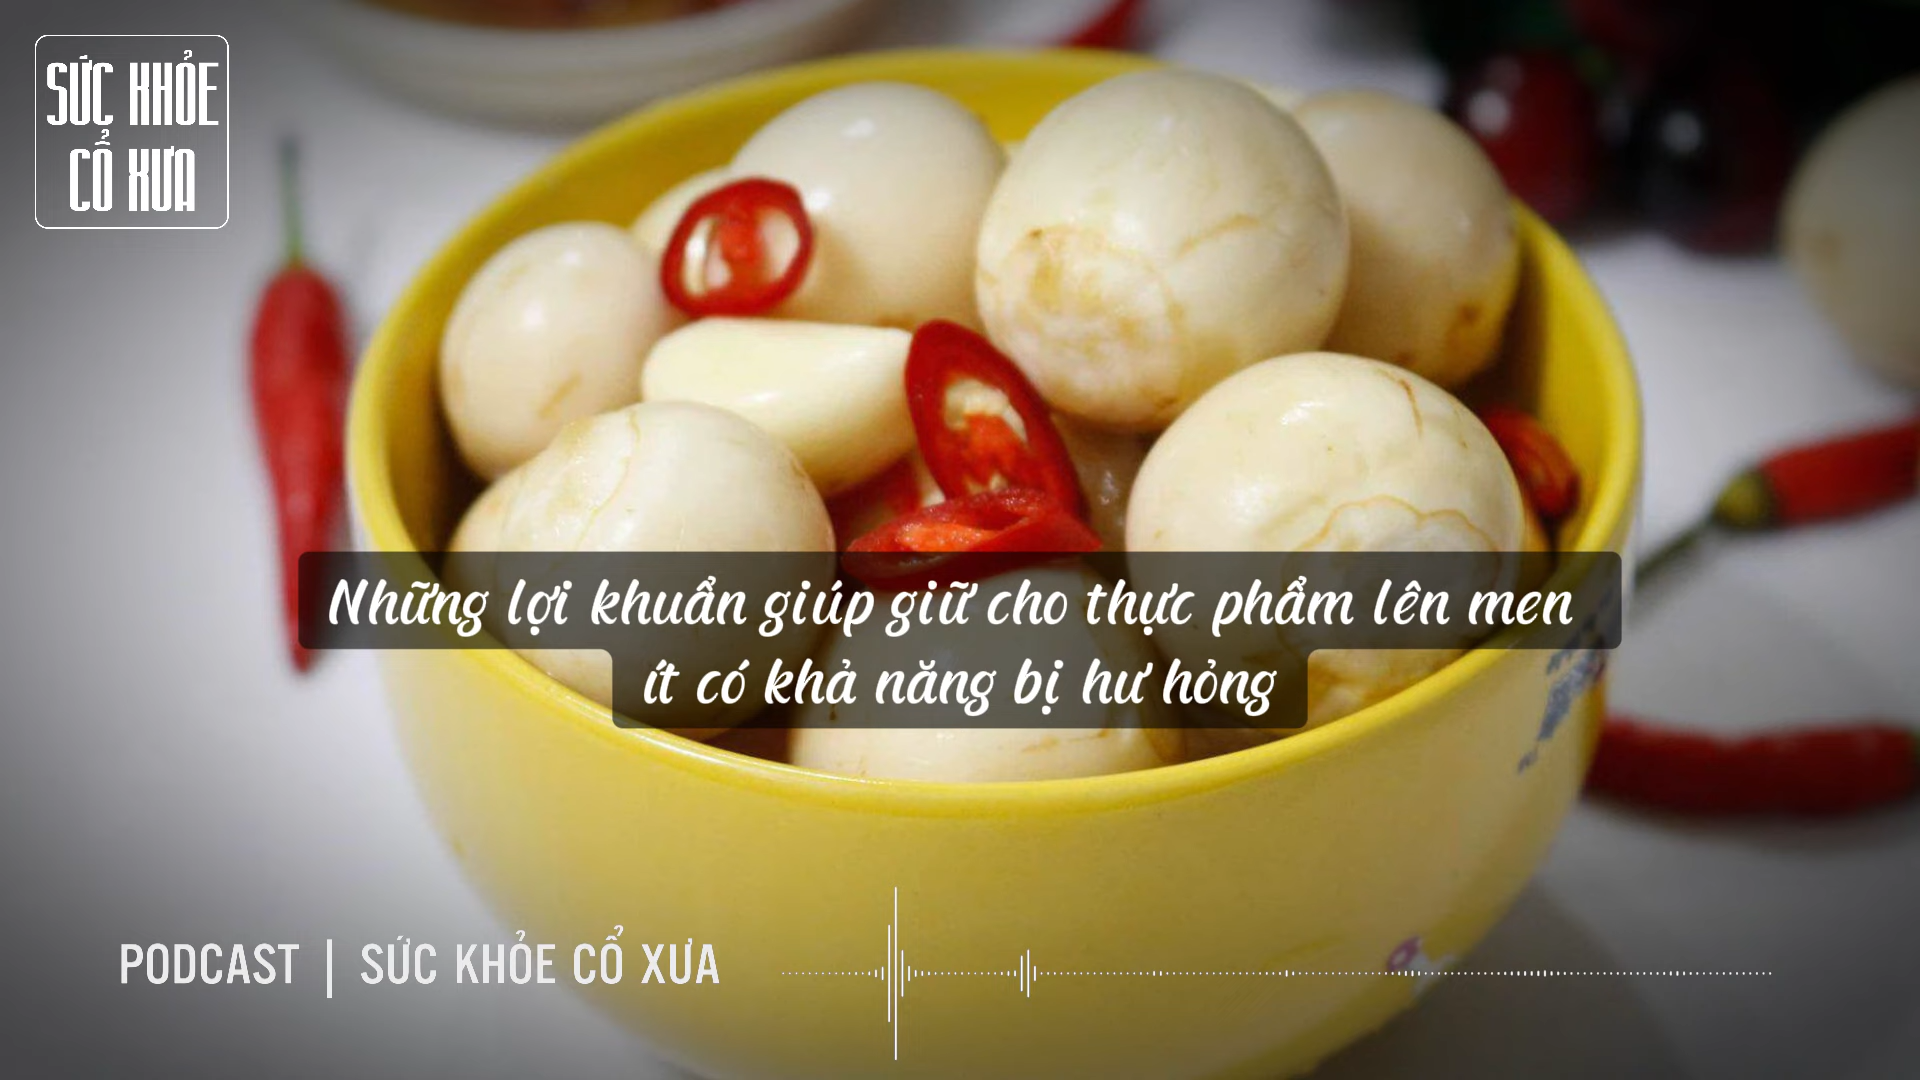 SỨC KHỎE
CỔ XƯA
Những lợi khuẩn giúp giữ cho thực phẩm lên men
ít có khả năng bị hư hỏng
PODCAST | SỨC KHỎE CỔ XƯA